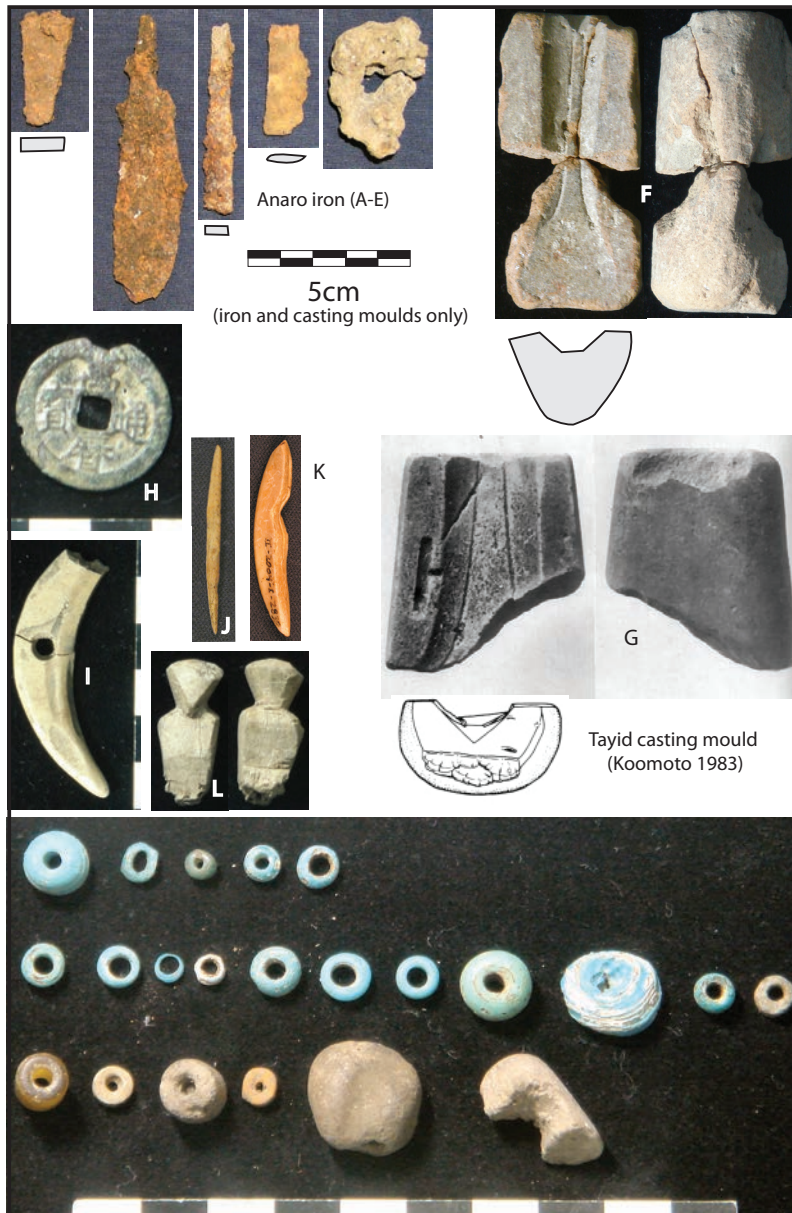 Anaro iron (A-E)
5cm
(iron and casting moulds only)
F
H
K
J
I
G
L
Tayid casting mould
(Koomoto 1983)